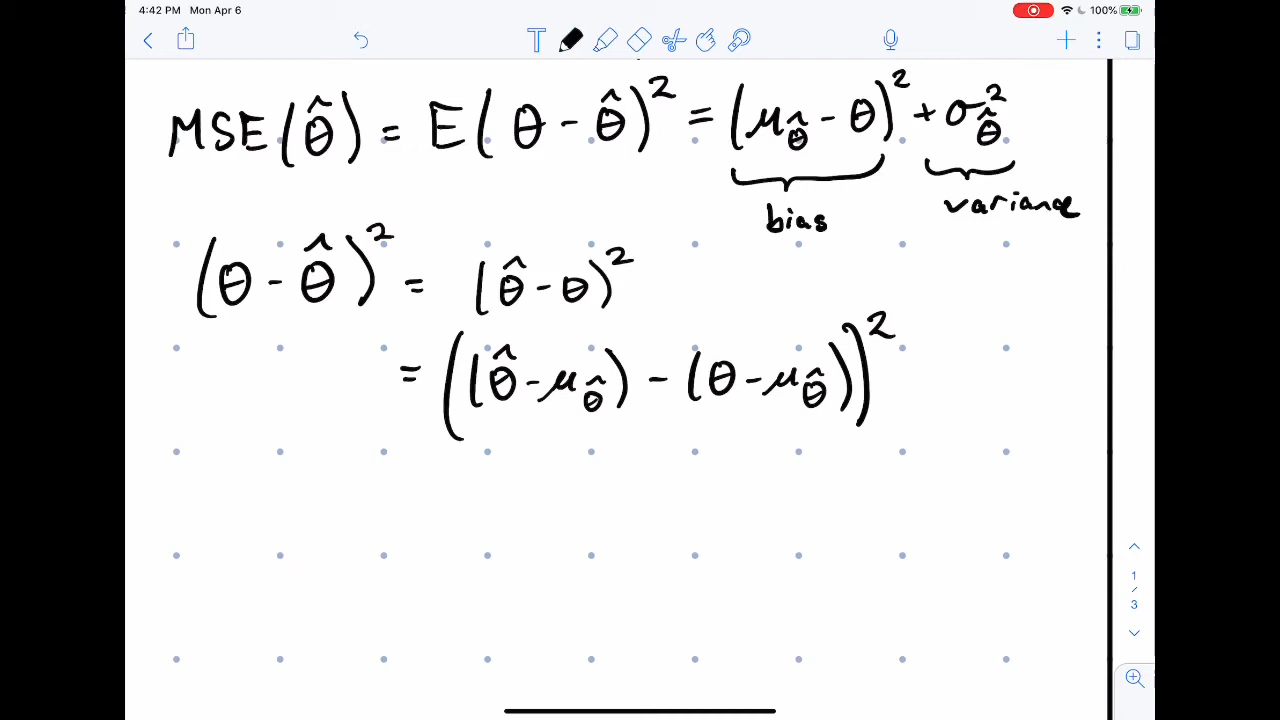 4:42 PM Mon Apr 6 100%
T
MSE(θ̂) = E(θ - θ̂)² = (μ_θ̂ - θ)² + σ²_θ̂
bias variance
(θ - θ̂)² = (θ̂ - θ)²
= ((θ̂ - μ_θ̂) - (θ - μ_θ̂))²
1
/
3